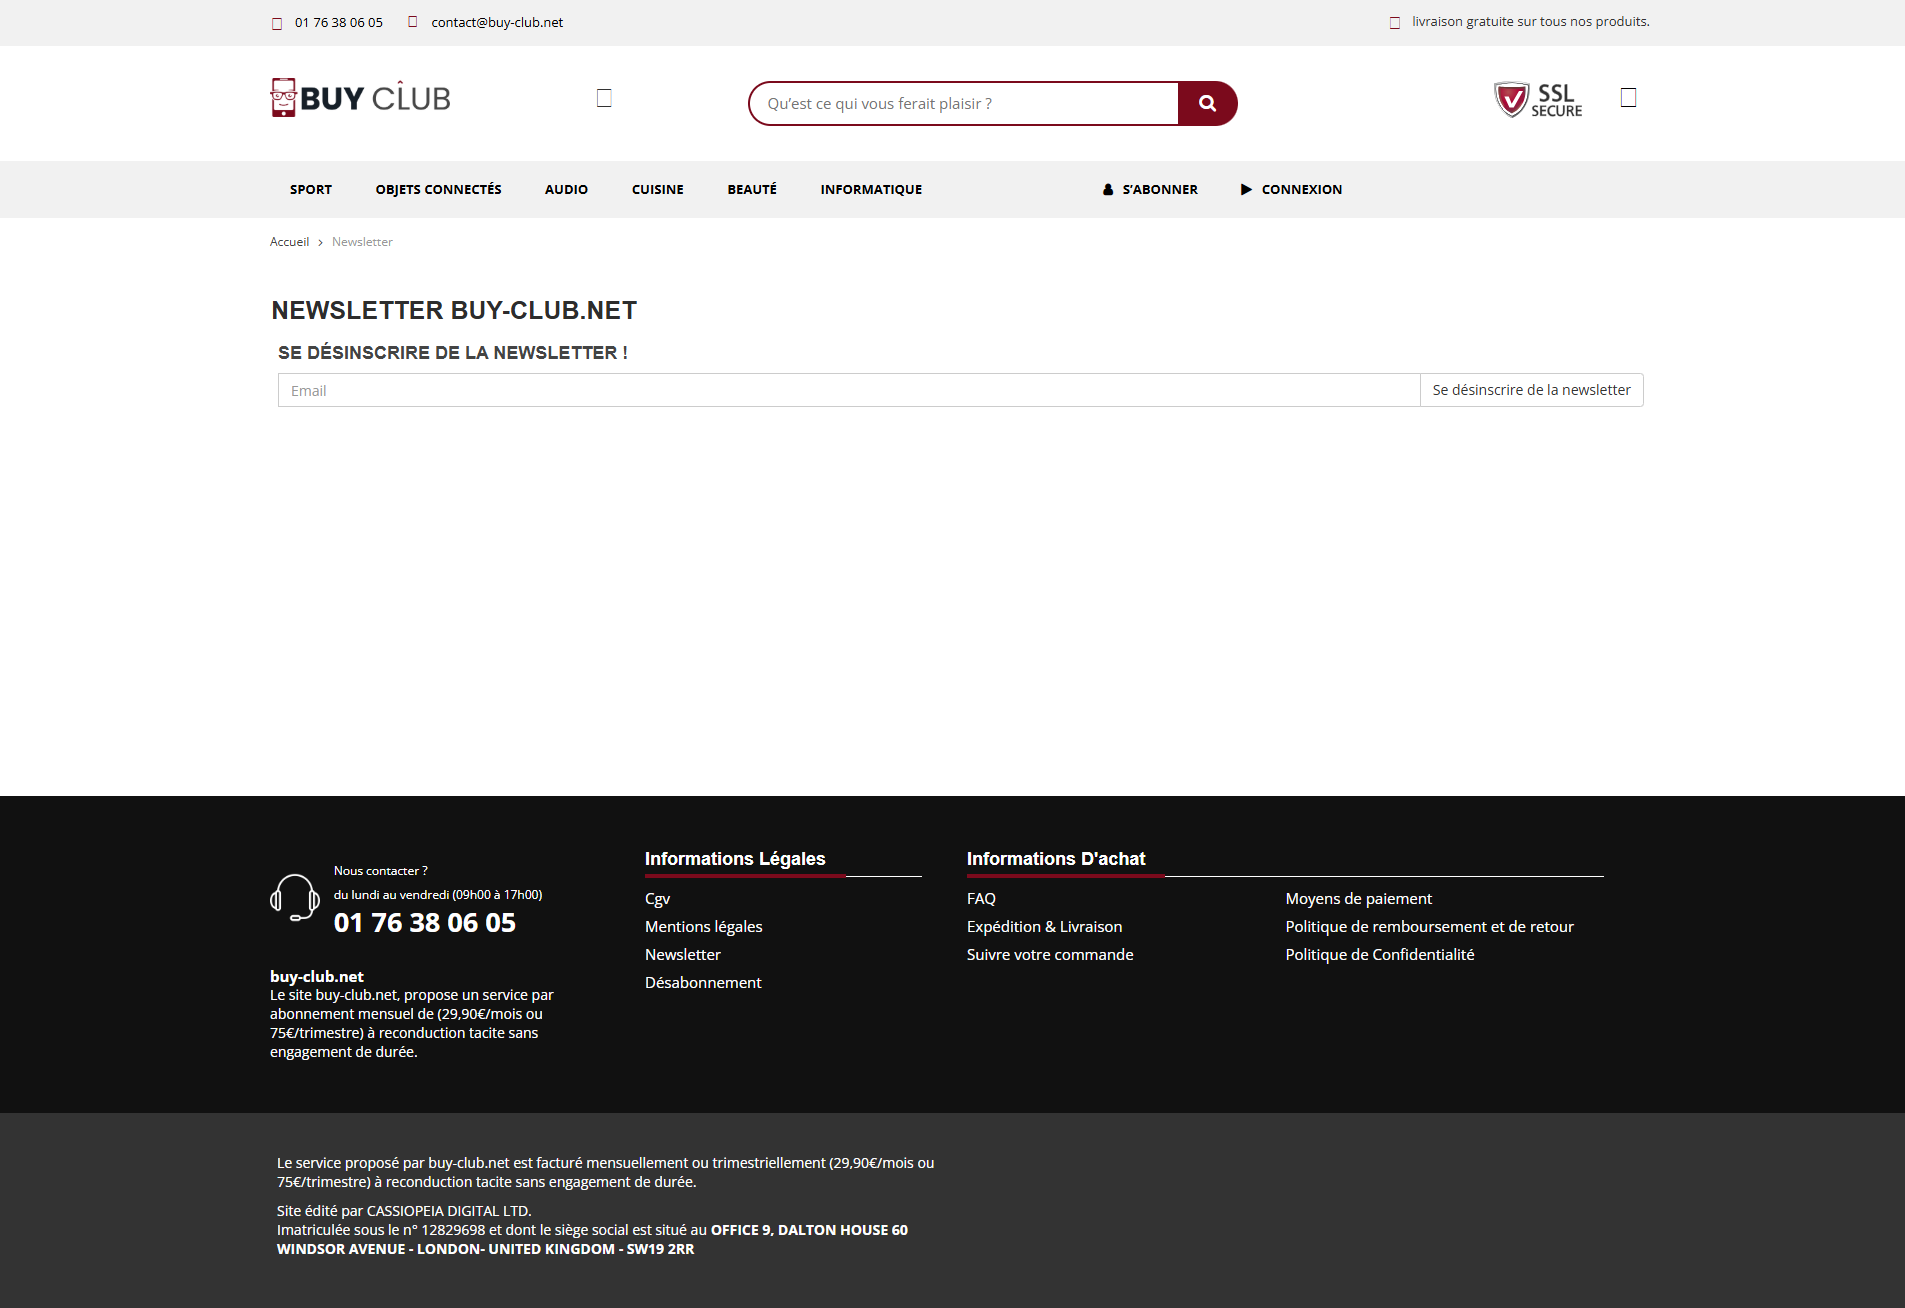 01 76 38 06 05 contact@buy-club.net livraison gratuite sur tous nos produits.
BUY CLUB
Qu'est ce qui vous ferait plaisir ?
SSL
SECURE
SPORT OBJETS CONNECTÉS AUDIO CUISINE BEAUTÉ INFORMATIQUE S'ABONNER CONNEXION
Accueil > Newsletter
NEWSLETTER BUY-CLUB.NET
SE DÉSINSCRIRE DE LA NEWSLETTER !
Email Se désinscrire de la newsletter
Nous contacter ?
du lundi au vendredi (09h00 à 17h00)
01 76 38 06 05
buy-club.net
Le site buy-club.net, propose un service par
abonnement mensuel de (29,90€/mois ou
75€/trimestre) à reconduction tacite sans
engagement de durée.
Informations Légales
Cgv
Mentions légales
Newsletter
Désabonnement
Informations D'achat
FAQ
Expédition & Livraison
Suivre votre commande
Moyens de paiement
Politique de remboursement et de retour
Politique de Confidentialité
Le service proposé par buy-club.net est facturé mensuellement ou trimestriellement (29,90€/mois ou
75€/trimestre) à reconduction tacite sans engagement de durée.
Site édité par CASSIOPEIA DIGITAL LTD.
Imatriculée sous le n° 12829698 et dont le siège social est situé au OFFICE 9, DALTON HOUSE 60
WINDSOR AVENUE - LONDON- UNITED KINGDOM - SW19 2RR